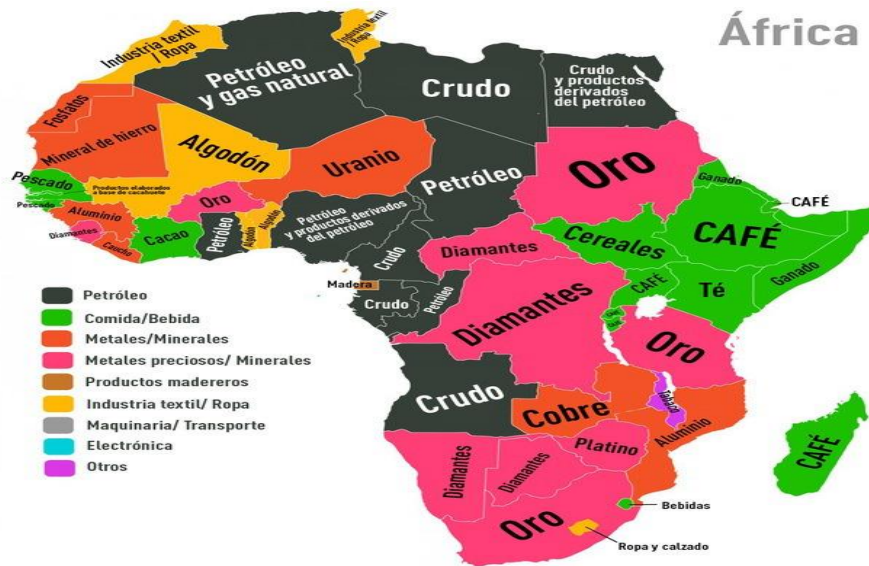 África
Industria textil
/ Ropa
Industria textil
/ Ropa
Petróleo
y gas natural
Crudo
Crudo
y productos
derivados
del petróleo
Fosfatos
Mineral de hierro
Algodón
Uranio
Petróleo
Oro
Ganado
CAFÉ
Pescado
Productos elaborados
a base de cacahuete
Oro
Pescado
Aluminio
Diamantes
Caucho
Cacao
Petróleo
Algodón
Algodón
Petróleo
y productos derivados
del petróleo
Crudo
Diamantes
Cereales
CAFÉ
Ganado
Madera
Crudo
Petróleo
Diamantes
CAFÉ
Té
Oro
Petróleo
Comida/Bebida
Metales/Minerales
Metales preciosos/ Minerales
Productos madereros
Industria textil/ Ropa
Maquinaria/ Transporte
Electrónica
Otros
Crudo
Cobre
Tabaco
Aluminio
Platino
Diamantes
Diamantes
CAFÉ
Oro
Bebidas
Ropa y calzado